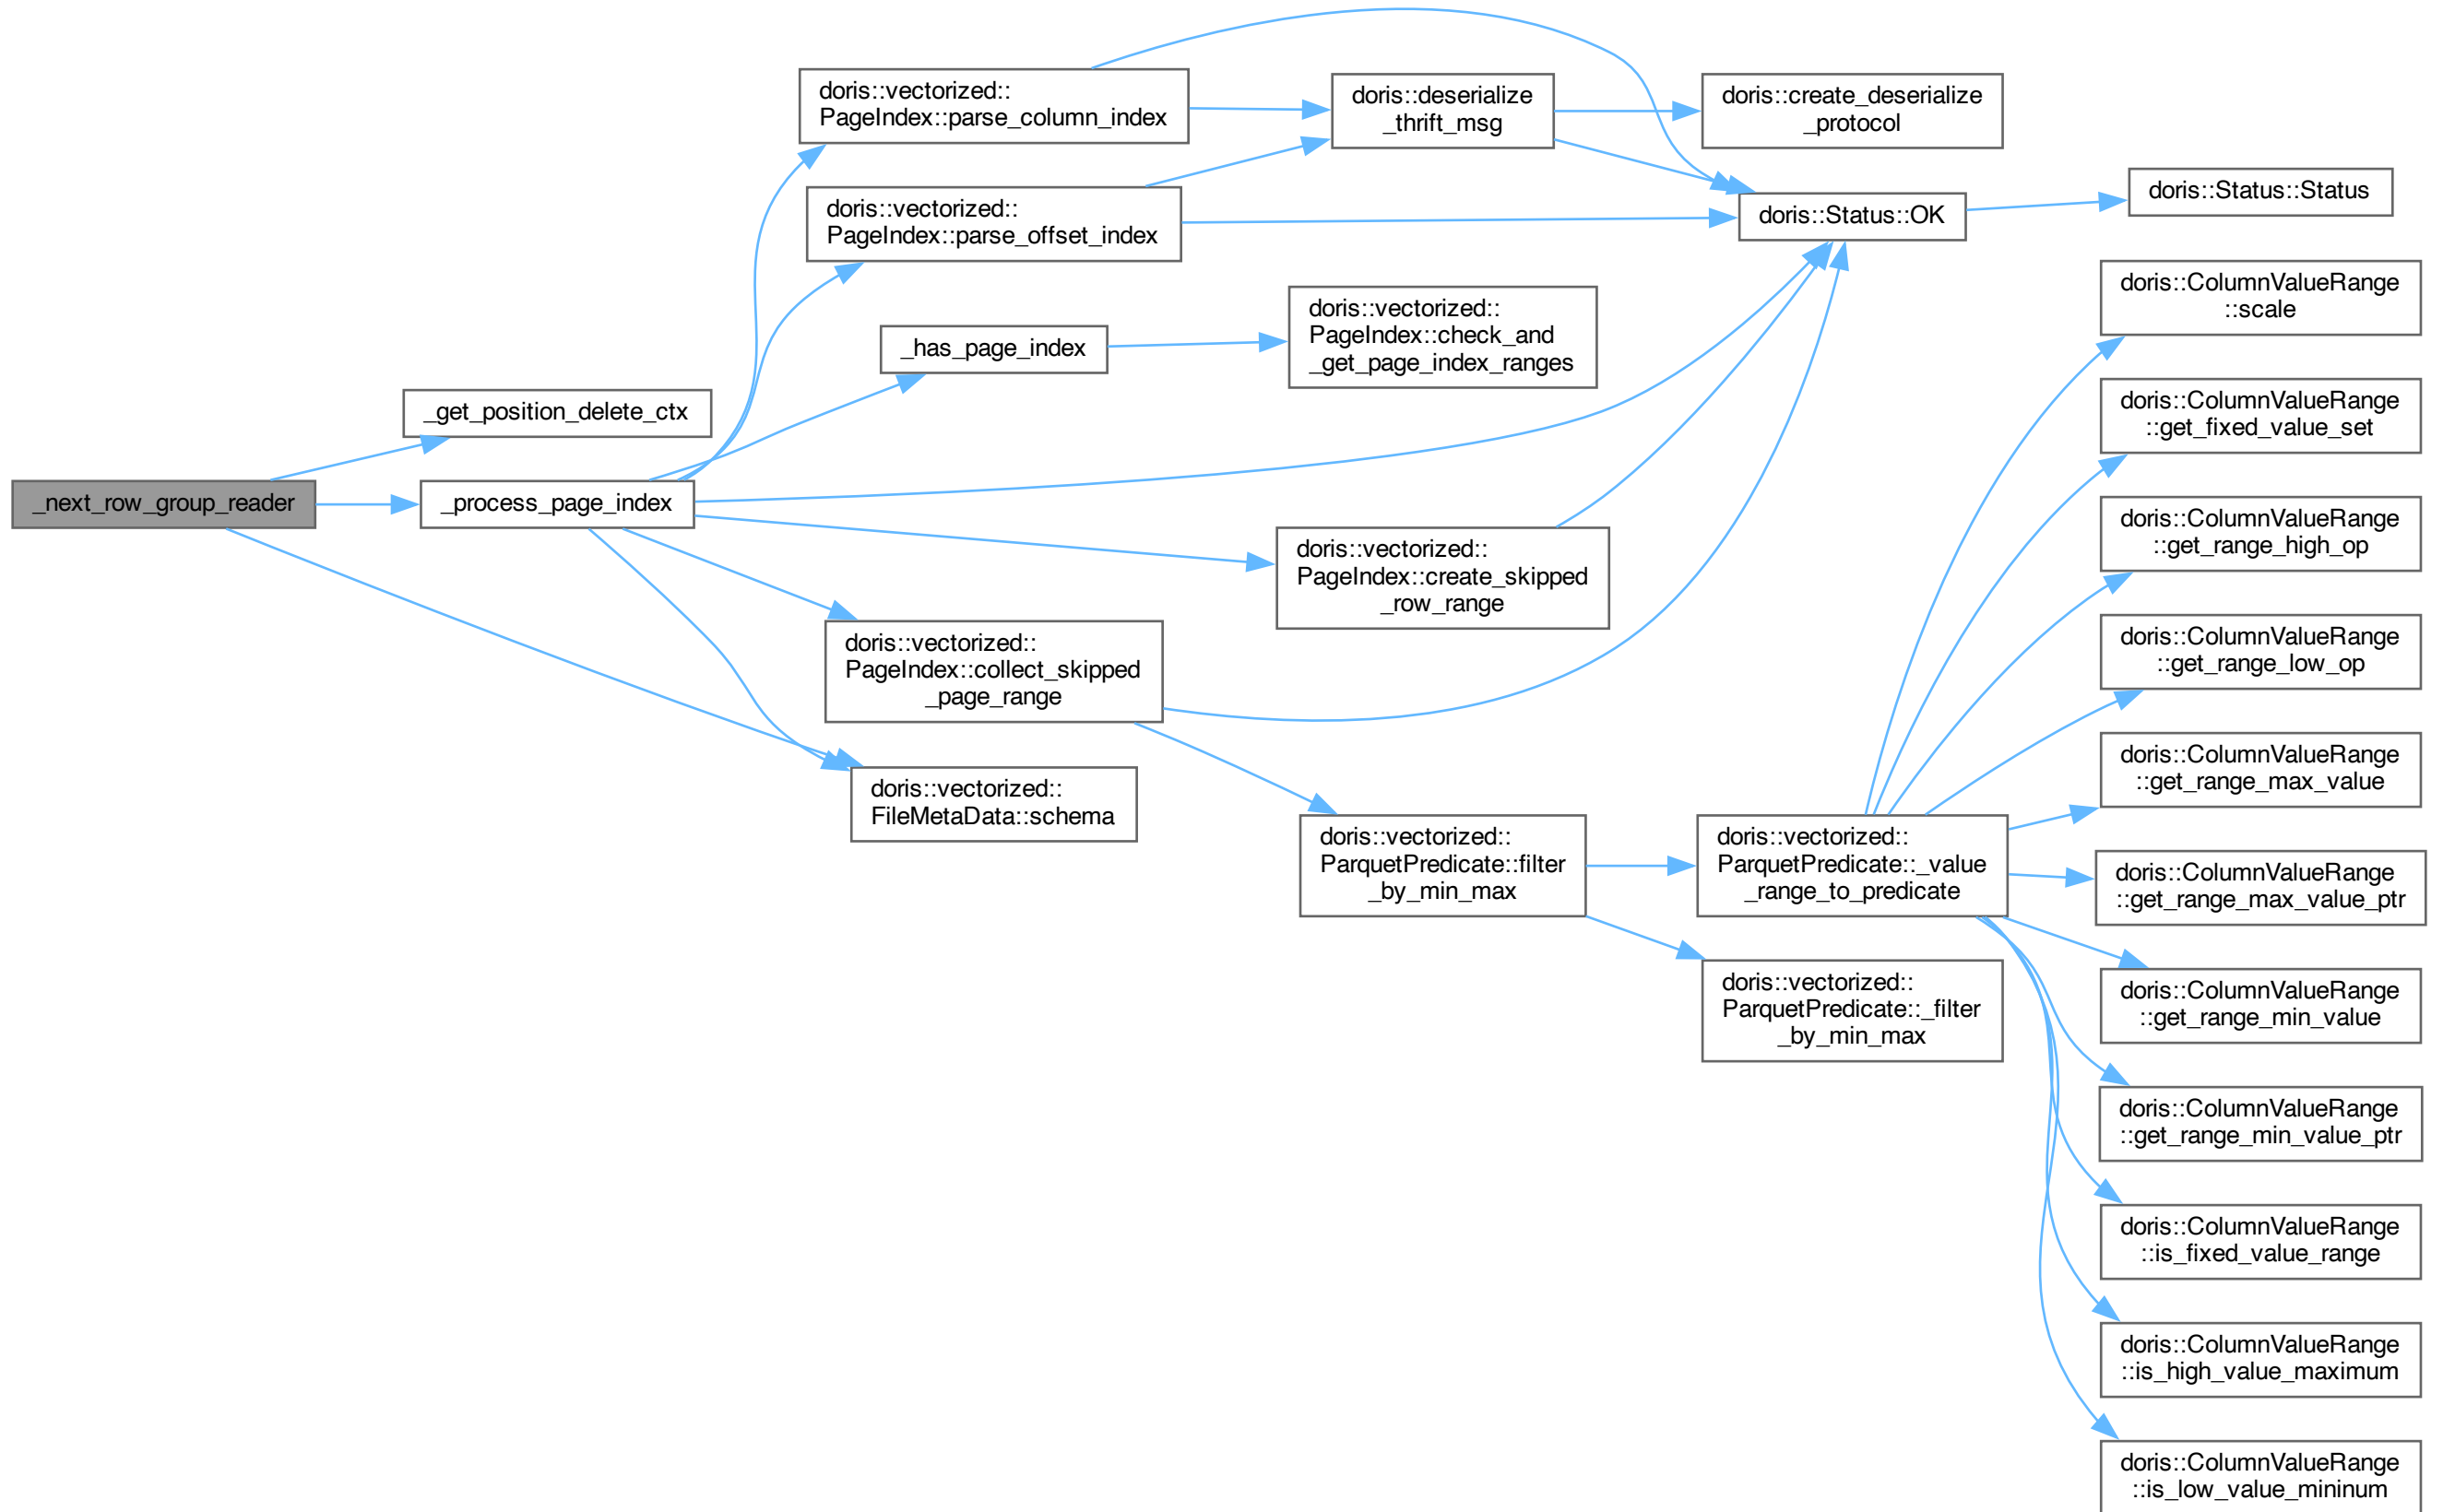 _next_row_group_reader
_get_position_delete_ctx
_process_page_index
doris::vectorized::
PageIndex::parse_column_index
doris::vectorized::
PageIndex::parse_offset_index
_has_page_index
doris::vectorized::
PageIndex::collect_skipped
_page_range
doris::vectorized::
FileMetaData::schema
doris::deserialize
_thrift_msg
doris::vectorized::
PageIndex::check_and
_get_page_index_ranges
doris::vectorized::
PageIndex::create_skipped
_row_range
doris::vectorized::
ParquetPredicate::filter
_by_min_max
doris::create_deserialize
_protocol
doris::Status::OK
doris::vectorized::
ParquetPredicate::_value
_range_to_predicate
doris::vectorized::
ParquetPredicate::_filter
_by_min_max
doris::Status::Status
doris::ColumnValueRange
::scale
doris::ColumnValueRange
::get_fixed_value_set
doris::ColumnValueRange
::get_range_high_op
doris::ColumnValueRange
::get_range_low_op
doris::ColumnValueRange
::get_range_max_value
doris::ColumnValueRange
::get_range_max_value_ptr
doris::ColumnValueRange
::get_range_min_value
doris::ColumnValueRange
::get_range_min_value_ptr
doris::ColumnValueRange
::is_fixed_value_range
doris::ColumnValueRange
::is_high_value_maximum
doris::ColumnValueRange
::is_low_value_mininum